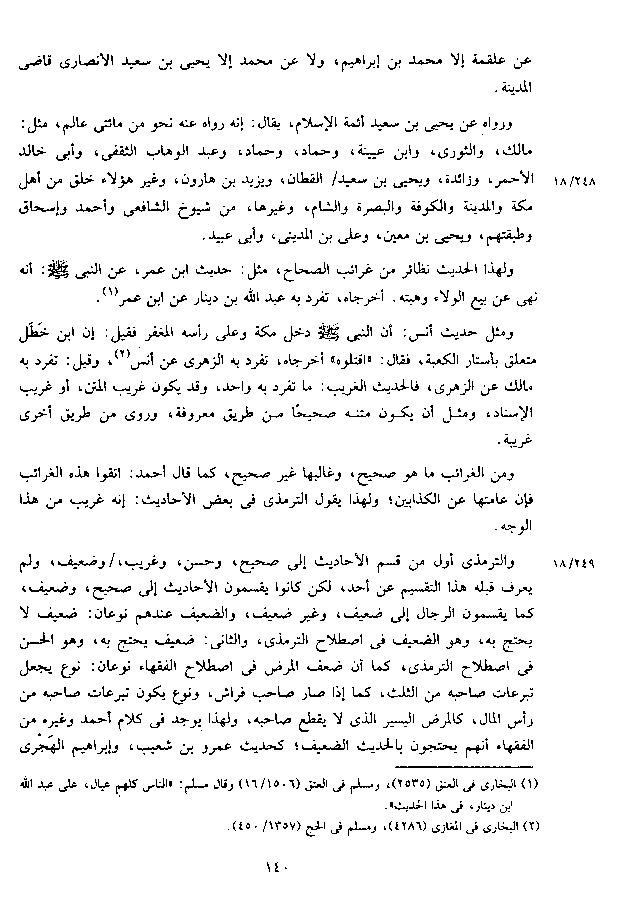 عن علقمة إلا محمد بن إبراهيم، ولا عن محمد إلا يحيى بن سعيد الأنصارى قاضى
المدينة.
ورواه عن يحيى بن سعيد أئمة الإسلام، يقال: إنه رواه عنه نحو من مائتى عالم، مثل:
مالك، والثورى، وابن عيينة، وحماد، وحماد، وعبد الوهاب الثقفى، وأبى خالد
١٨/٢٤٨ الأحمر، وزائدة، ويحيى بن سعيد/ القطان، ويزيد بن هارون، وغير هؤلاء خلق من أهل
مكة والمدينة والكوفة والبصرة والشام، وغيرها، من شيوخ الشافعى وأحمد وإسحاق
وطبقتهم، ويحيى بن معين، وعلى بن المدينى، وأبى عبيد.
ولهذا الحديث نظائر من غرائب الصحاح، مثل: حديث ابن عمر، عن النبى ﷺ: أنه
نهى عن بيع الولاء وهبته. أخرجاه، تفرد به عبد الله بن دينار عن ابن عمر(١).
ومثل حديث أنس: أن النبى ﷺ دخل مكة وعلى رأسه المغفر فقيل: إن ابن خَطَل
متعلق بأستار الكعبة، فقال: «اقتلوه» أخرجاه، تفرد به الزهرى عن أنس(٢)، وقيل: تفرد به
مالك عن الزهرى، فالحديث الغريب: ما تفرد به واحد، وقد يكون غريب المتن، أو غريب
الإسناد، ومثل أن يكون متنه صحيحًا من طريق معروفة، وروى من طريق أخرى
غريبة.
ومن الغرائب ما هو صحيح، وغالبها غير صحيح، كما قال أحمد: اتقوا هذه الغرائب
فإن عامتها عن الكذابين؛ ولهذا يقول الترمذى فى بعض الأحاديث: إنه غريب من هذا
الوجه.
١٨/٢٤٩ والترمذى أول من قسم الأحاديث إلى صحيح، وحسن، وغريب،/وضعيف، ولم
يعرف قبله هذا التقسيم عن أحد، لكن كانوا يقسمون الأحاديث إلى صحيح، وضعيف،
كما يقسمون الرجال إلى ضعيف، وغير ضعيف، والضعيف عندهم نوعان: ضعيف لا
يحتج به، وهو الضعيف فى اصطلاح الترمذى، والثانى: ضعيف يحتج به، وهو الحسن
فى اصطلاح الترمذى، كما أن ضعف المرض فى اصطلاح الفقهاء نوعان: نوع يجعل
تبرعات صاحبه من الثلث، كما إذا صار صاحب فراش، ونوع يكون تبرعات صاحبه من
رأس المال، كالمرض اليسير الذى لا يقطع صاحبه، ولهذا يوجد فى كلام أحمد وغيره من
الفقهاء أنهم يحتجون بالحديث الضعيف؛ كحديث عمرو بن شعيب، وإبراهيم الهَجْرى
(١) البخارى فى العتق (٢٥٣٥)، ومسلم فى العتق (١٦/١٥٠٦) وقال مسلم: «الناس كلهم عيال، على عبد الله
ابن دينار، فى هذا الحديث».
(٢) البخارى فى المغازى (٤٢٨٦)، ومسلم فى الحج (٤٥٠/١٣٥٧).
١٤٠